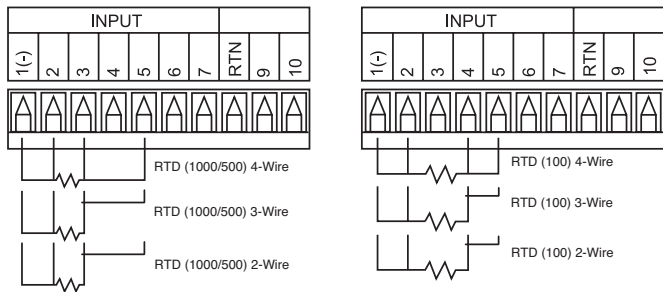 INPUT
1(-) 2 3 4 5 6 7 RTN 9 10
RTD (1000/500) 4-Wire
RTD (1000/500) 3-Wire
RTD (1000/500) 2-Wire
INPUT
1(-) 2 3 4 5 6 7 RTN 9 10
RTD (100) 4-Wire
RTD (100) 3-Wire
RTD (100) 2-Wire